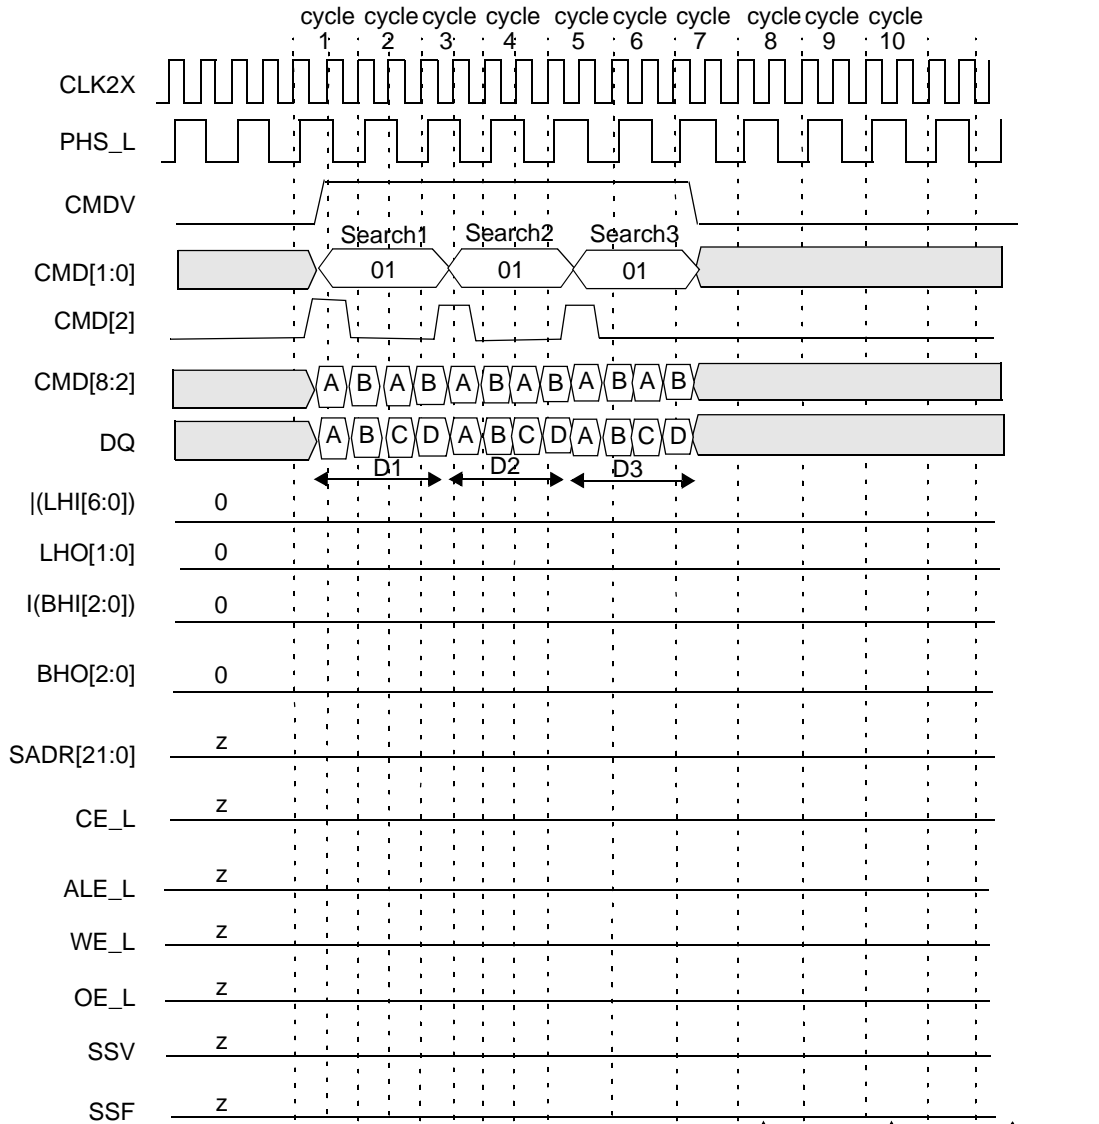 cycle cycle cycle cycle cycle cycle cycle cycle cycle cycle
1 2 3 4 5 6 7 8 9 10
CLK2X
PHS_L
CMDV
Search1 Search2 Search3
CMD[1:0] 01 01 01
CMD[2]
CMD[8:2] A B A B A B A B A B A B
DQ A B C D A B C D A B C D
D1 D2 D3
|(LHI[6:0]) 0
LHO[1:0] 0
I(BHI[2:0]) 0
BHO[2:0] 0
SADR[21:0] z
CE_L z
ALE_L z
WE_L z
OE_L z
SSV z
SSF z